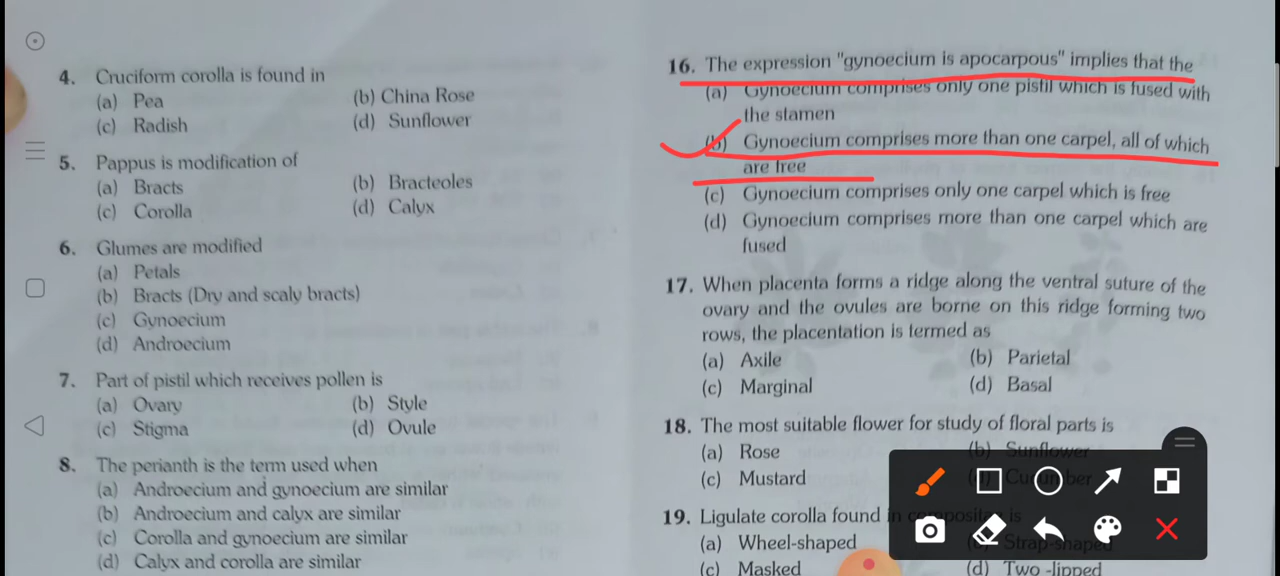 4. Cruciform corolla is found in
(a) Pea (b) China Rose
(c) Radish (d) Sunflower
5. Pappus is modification of
(a) Bracts (b) Bracteoles
(c) Corolla (d) Calyx
6. Glumes are modified
(a) Petals
(b) Bracts (Dry and scaly bracts)
(c) Gynoecium
(d) Androecium
7. Part of pistil which receives pollen is
(a) Ovary (b) Style
(c) Stigma (d) Ovule
8. The perianth is the term used when
(a) Androecium and gynoecium are similar
(b) Androecium and calyx are similar
(c) Corolla and gynoecium are similar
(d) Calyx and corolla are similar
16. The expression "gynoecium is apocarpous" implies that the
(a) Gynoecium comprises only one pistil which is fused with
the stamen
(b) Gynoecium comprises more than one carpel, all of which
are free
(c) Gynoecium comprises only one carpel which is free
(d) Gynoecium comprises more than one carpel which are
fused
17. When placenta forms a ridge along the ventral suture of the
ovary and the ovules are borne on this ridge forming two
rows, the placentation is termed as
(a) Axile (b) Parietal
(c) Marginal (d) Basal
18. The most suitable flower for study of floral parts is
(a) Rose (b) Sunflower
(c) Mustard
19. Ligulate corolla found in compositae is
(a) Wheel-shaped (b) Strap-shaped
(c) Masked (d) Two -lipped